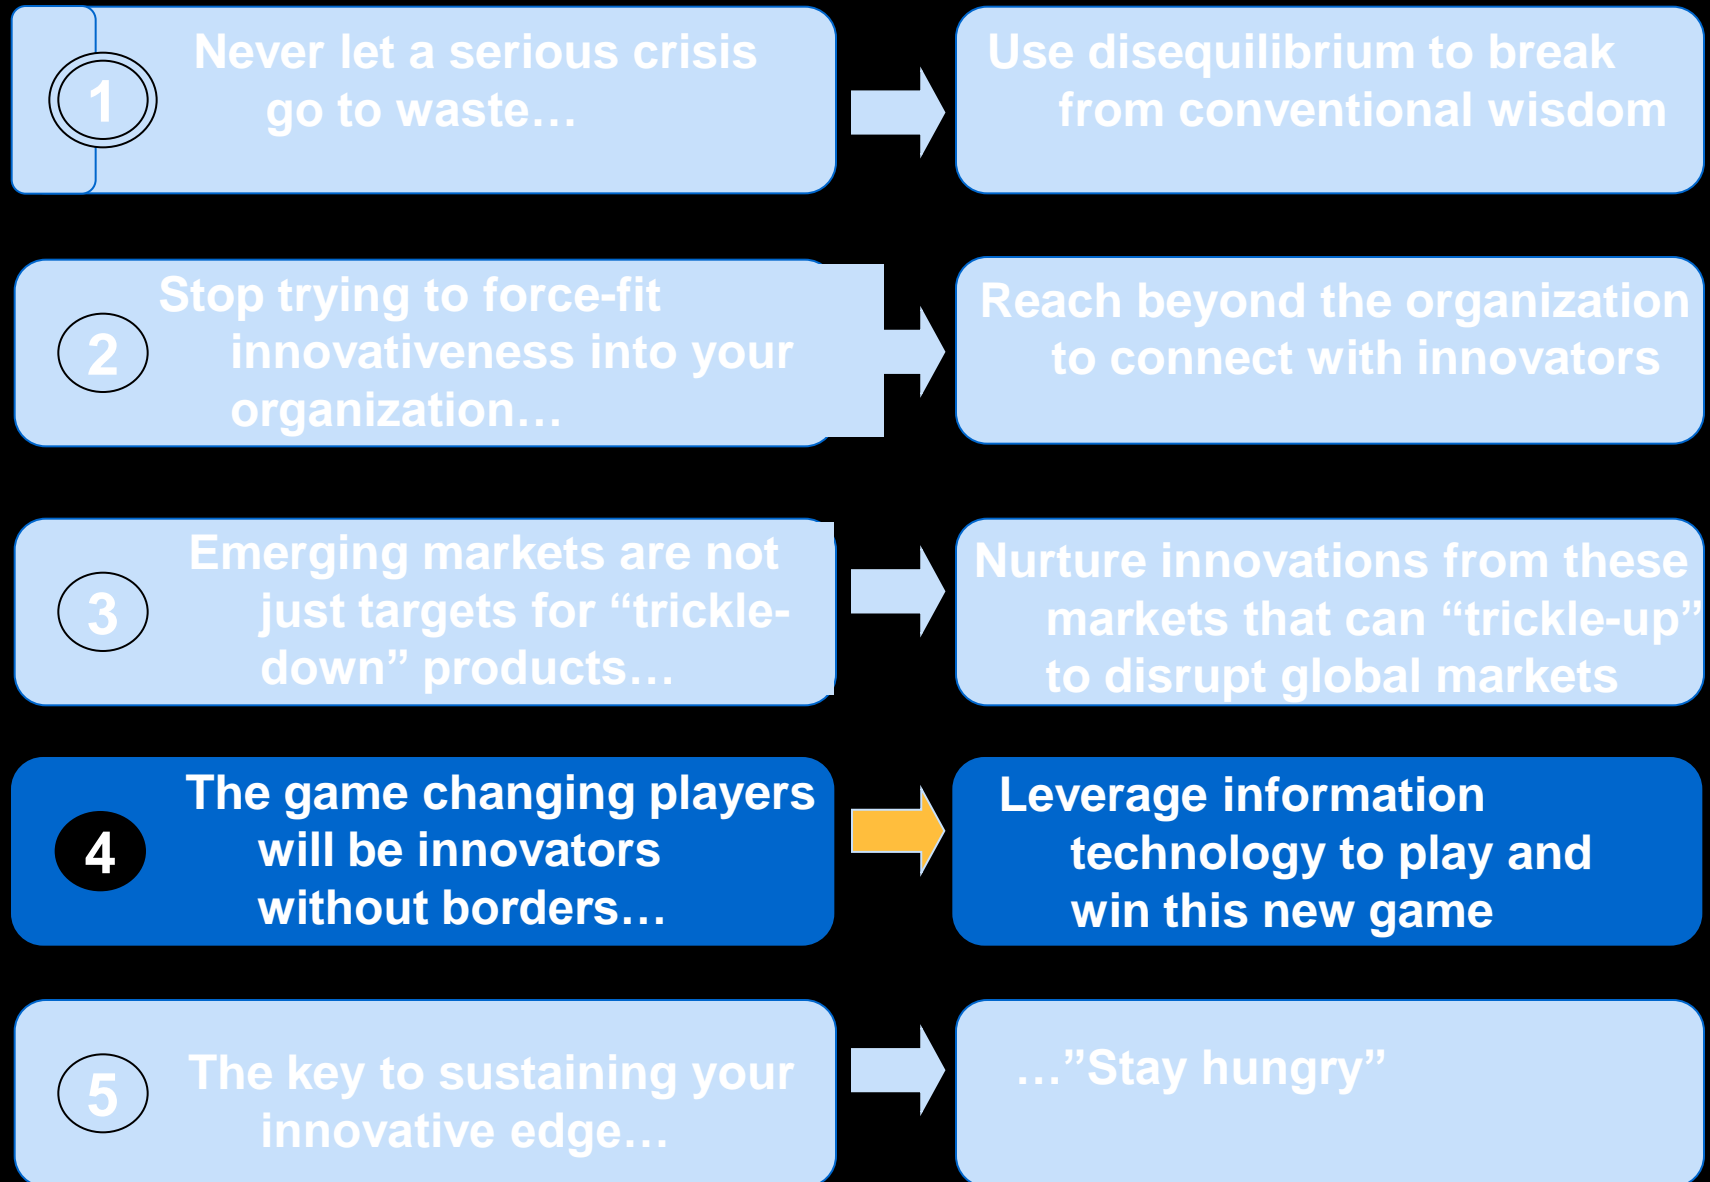 1
Never let a serious crisis
go to waste…
Use disequilibrium to break
from conventional wisdom
2
Stop trying to force-fit
innovativeness into your
organization…
Reach beyond the organization
to connect with innovators
3
Emerging markets are not
just targets for “trickle-
down” products…
Nurture innovations from these
markets that can “trickle-up”
to disrupt global markets
4
The game changing players
will be innovators
without borders…
Leverage information
technology to play and
win this new game
5
The key to sustaining your
innovative edge…
…”Stay hungry”